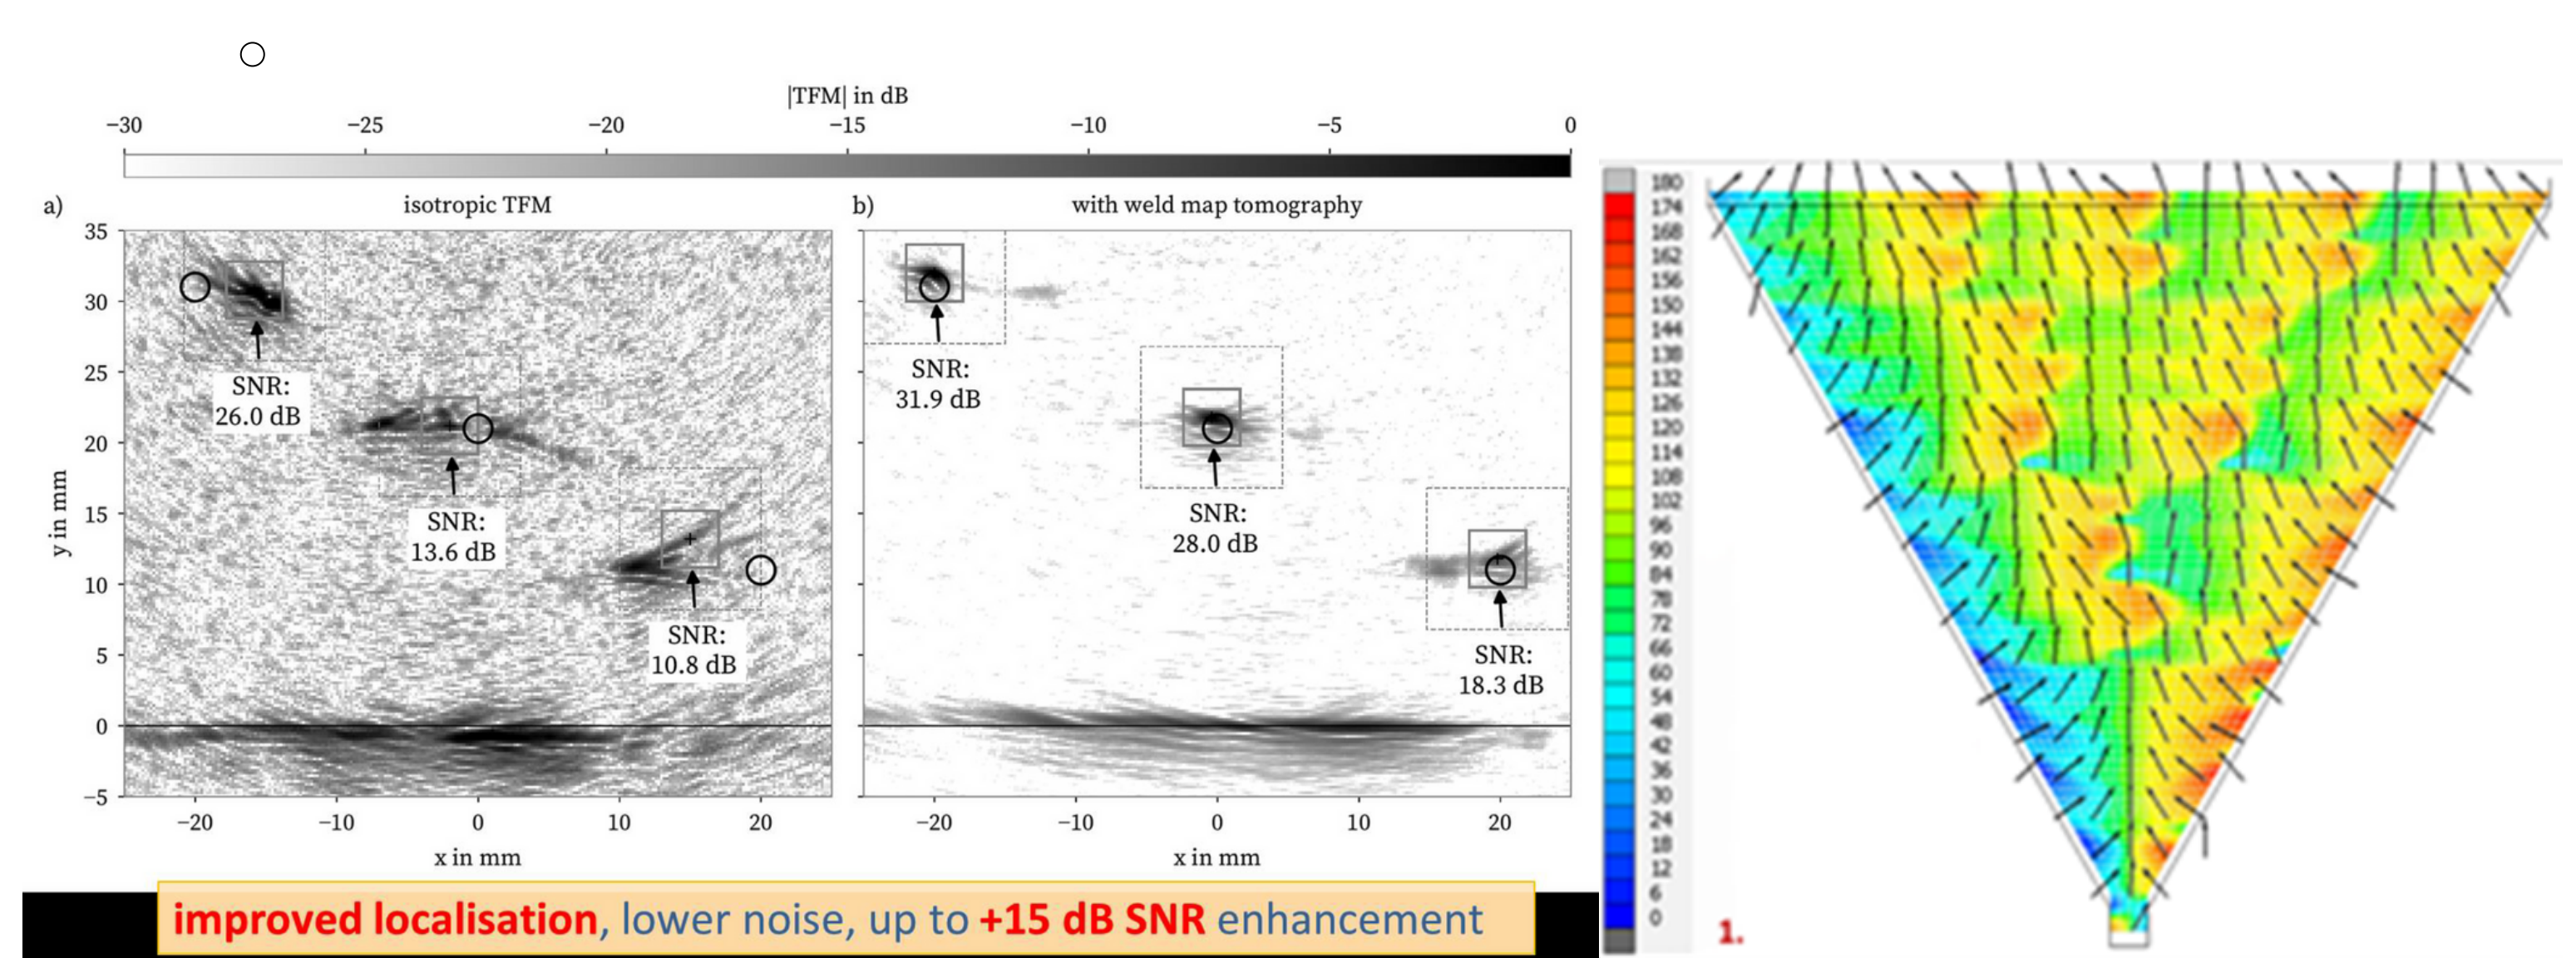 |TFM| in dB
−30 −25 −20 −15 −10 −5 0
a) isotropic TFM
b) with weld map tomography
35
30
25
20
15
10
5
0
−5
y in mm
SNR:
26.0 dB
SNR:
13.6 dB
SNR:
10.8 dB
−20 −10 0 10 20
x in mm
SNR:
31.9 dB
SNR:
28.0 dB
SNR:
18.3 dB
−20 −10 0 10 20
x in mm
improved localisation, lower noise, up to +15 dB SNR enhancement
180
174
168
162
156
150
144
138
132
126
120
114
108
102
96
90
84
78
72
66
60
54
48
42
36
30
24
18
12
6
0
1.